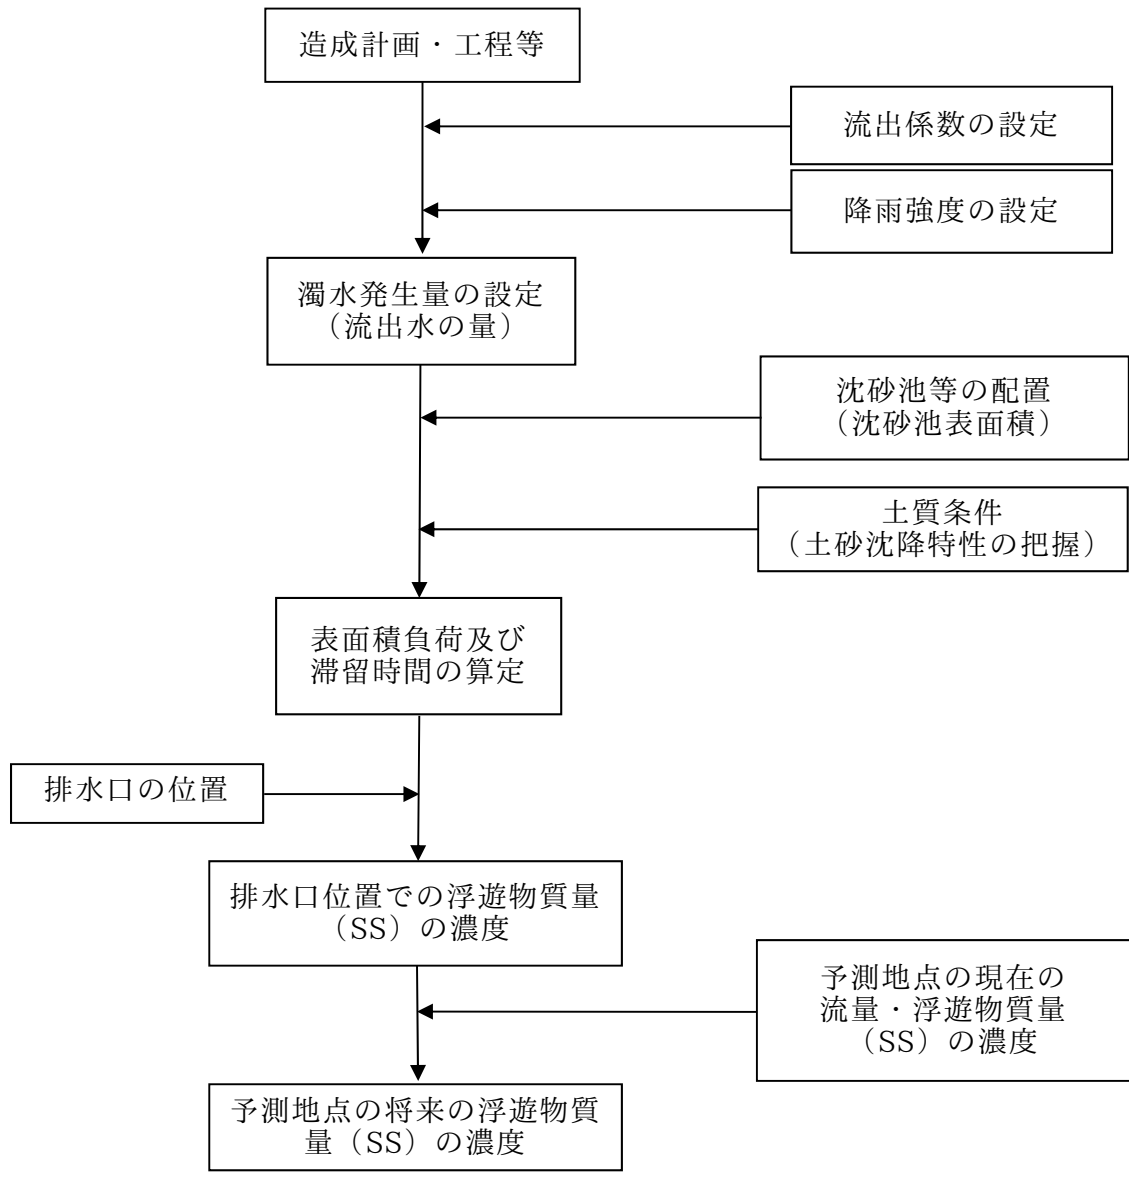 造成計画・工程等
流出係数の設定
降雨強度の設定
濁水発生量の設定
（流出水の量）
沈砂池等の配置
（沈砂池表面積）
土質条件
（土砂沈降特性の把握）
表面積負荷及び
滞留時間の算定
排水口の位置
排水口位置での浮遊物質量
（SS）の濃度
予測地点の現在の
流量・浮遊物質量
（SS）の濃度
予測地点の将来の浮遊物質
量（SS）の濃度